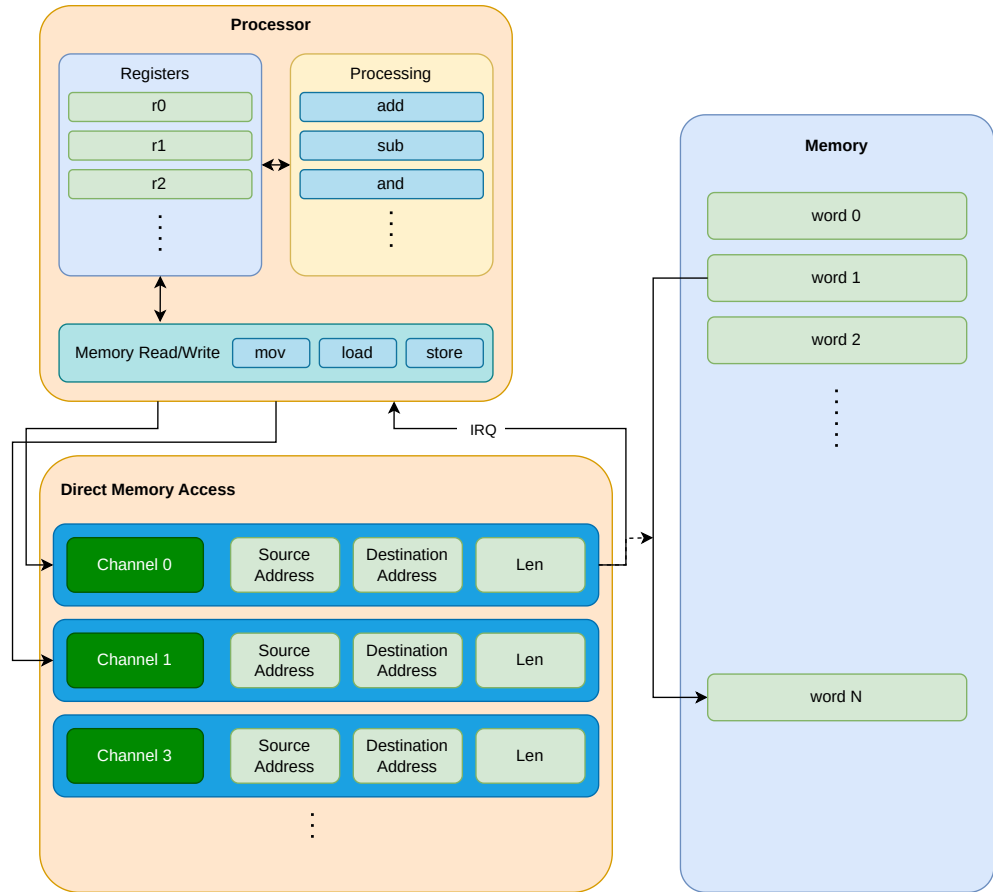 Processor
Registers
r0
r1
r2
Processing
add
sub
and
Memory Read/Write
mov
load
store
IRQ
Direct Memory Access
Channel 0
Source
Address
Destination
Address
Len
Channel 1
Source
Address
Destination
Address
Len
Channel 3
Source
Address
Destination
Address
Len
Memory
word 0
word 1
word 2
word N